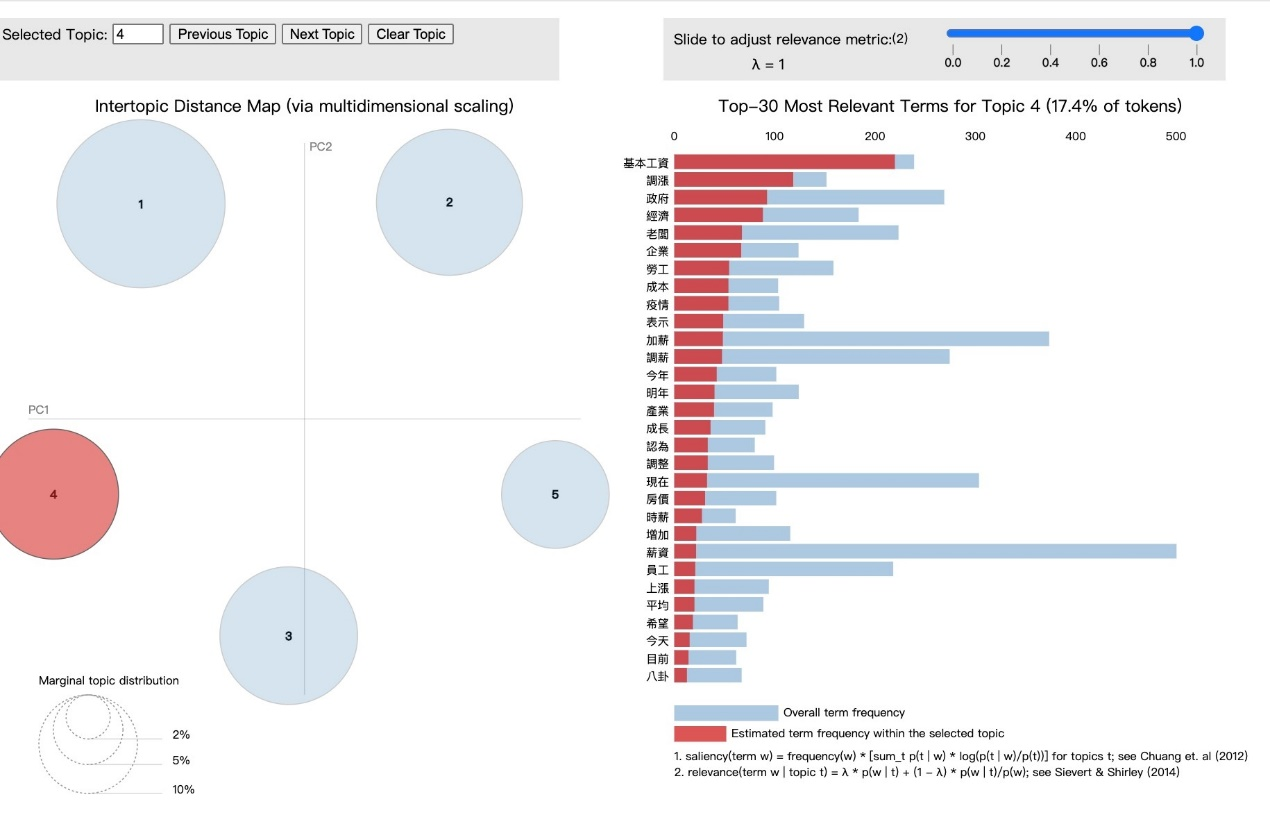 Selected Topic: 4 Previous Topic Next Topic Clear Topic
Slide to adjust relevance metric:(2)
λ = 1
0.0 0.2 0.4 0.6 0.8 1.0
Intertopic Distance Map (via multidimensional scaling)
PC2
PC1
1
2
4
5
3
Marginal topic distribution
2%
5%
10%
Top-30 Most Relevant Terms for Topic 4 (17.4% of tokens)
0 100 200 300 400 500
基本工資
調漲
政府
經濟
老闆
企業
勞工
成本
疫情
表示
加薪
調薪
今年
明年
產業
成長
認為
調整
現在
房價
時薪
增加
薪資
員工
上漲
平均
希望
今天
目前
八卦
Overall term frequency
Estimated term frequency within the selected topic
1. saliency(term w) = frequency(w) * [sum_t p(t | w) * log(p(t | w)/p(t))] for topics t; see Chuang et. al (2012)
2. relevance(term w | topic t) = λ * p(w | t) + (1 − λ) * p(w | t)/p(w); see Sievert & Shirley (2014)